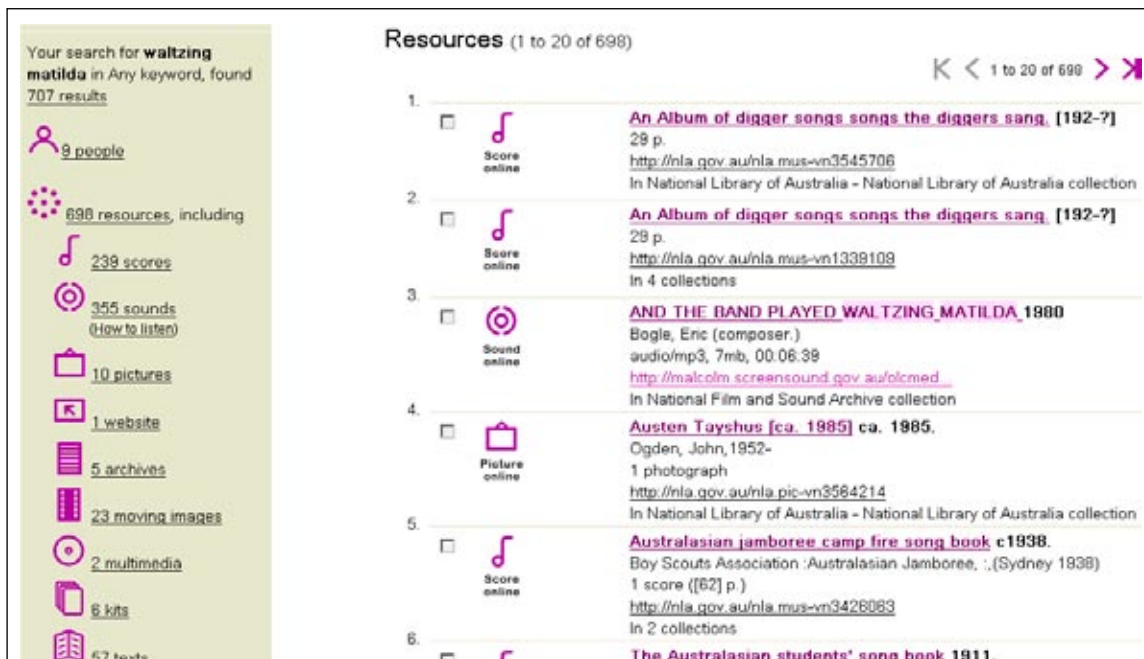 Your search for waltzing
matilda in Any keyword, found
707 results
9 people
698 resources, including
239 scores
355 sounds
(How to listen)
10 pictures
1 website
5 archives
23 moving images
2 multimedia
6 kits
57 texts
Resources (1 to 20 of 698)
1 to 20 of 698
1.
An Album of digger songs songs the diggers sang. [192-?]
Score
online
29 p.
http://nla.gov.au/nla.mus-vn3545706
In National Library of Australia - National Library of Australia collection
2.
An Album of digger songs songs the diggers sang. [192-?]
Score
online
29 p.
http://nla.gov.au/nla.mus-vn1339109
In 4 collections
3.
AND THE BAND PLAYED WALTZING MATILDA 1980
Sound
online
Bogle, Eric (composer.)
audio/mp3, 7mb, 00:06:39
http://malcolm.screensound.gov.au/olcmed...
In National Film and Sound Archive collection
4.
Austen Tayshus [ca. 1985] ca. 1985.
Picture
online
Ogden, John,1952-
1 photograph
http://nla.gov.au/nla.pic-vn3564214
In National Library of Australia - National Library of Australia collection
5.
Australasian jamboree camp fire song book c1938.
Score
online
Boy Scouts Association :Australasian Jamboree, :,(Sydney 1938)
1 score ([62] p.)
http://nla.gov.au/nla.mus-vn3426063
In 2 collections
6.
The Australasian students' song book 1911.